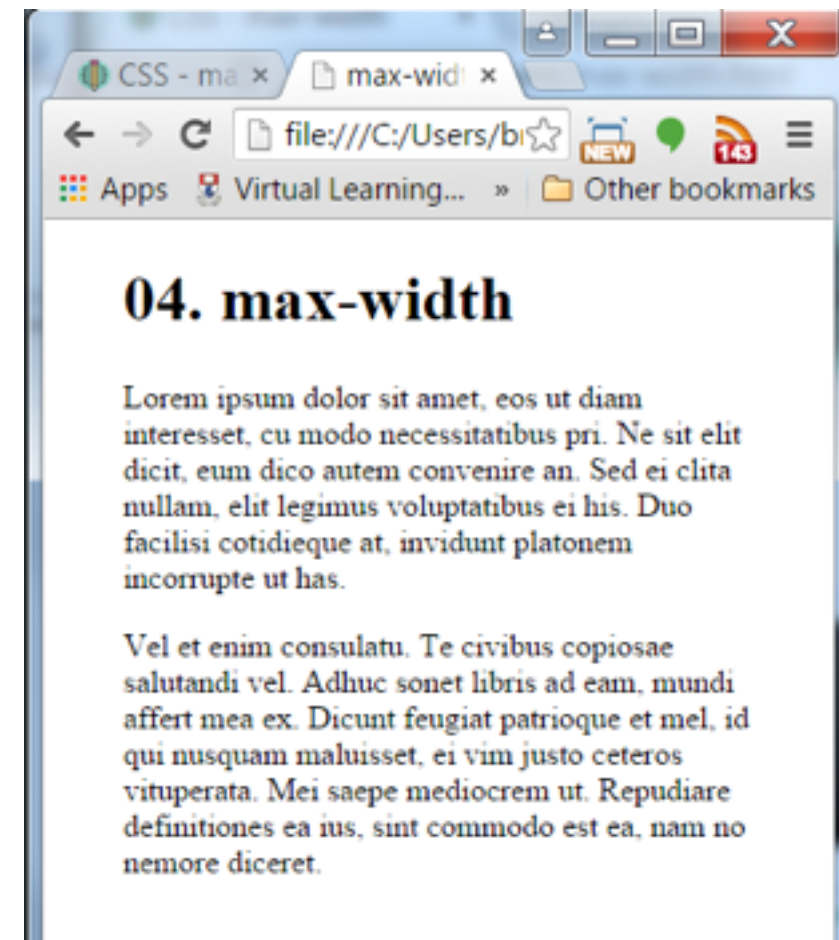 CSS - ma
max-wid
file:///C:/Users/b
NEW
143
Apps Virtual Learning... » Other bookmarks
04. max-width
Lorem ipsum dolor sit amet, eos ut diam
interesset, cu modo necessitatibus pri. Ne sit elit
dicit, eum dico autem convenire an. Sed ei clita
nullam, elit legimus voluptatibus ei his. Duo
facilisi cotidieque at, invidunt platonem
incorrupte ut has.
Vel et enim consulatu. Te civibus copiosae
salutandi vel. Adhuc sonet libris ad eam, mundi
affert mea ex. Dicunt feugiat patrioque et mel, id
qui nusquam maluisset, ei vim justo ceteros
vituperata. Mei saepe mediocrem ut. Repudiare
definitiones ea ius, sint commodo est ea, nam no
nemore diceret.